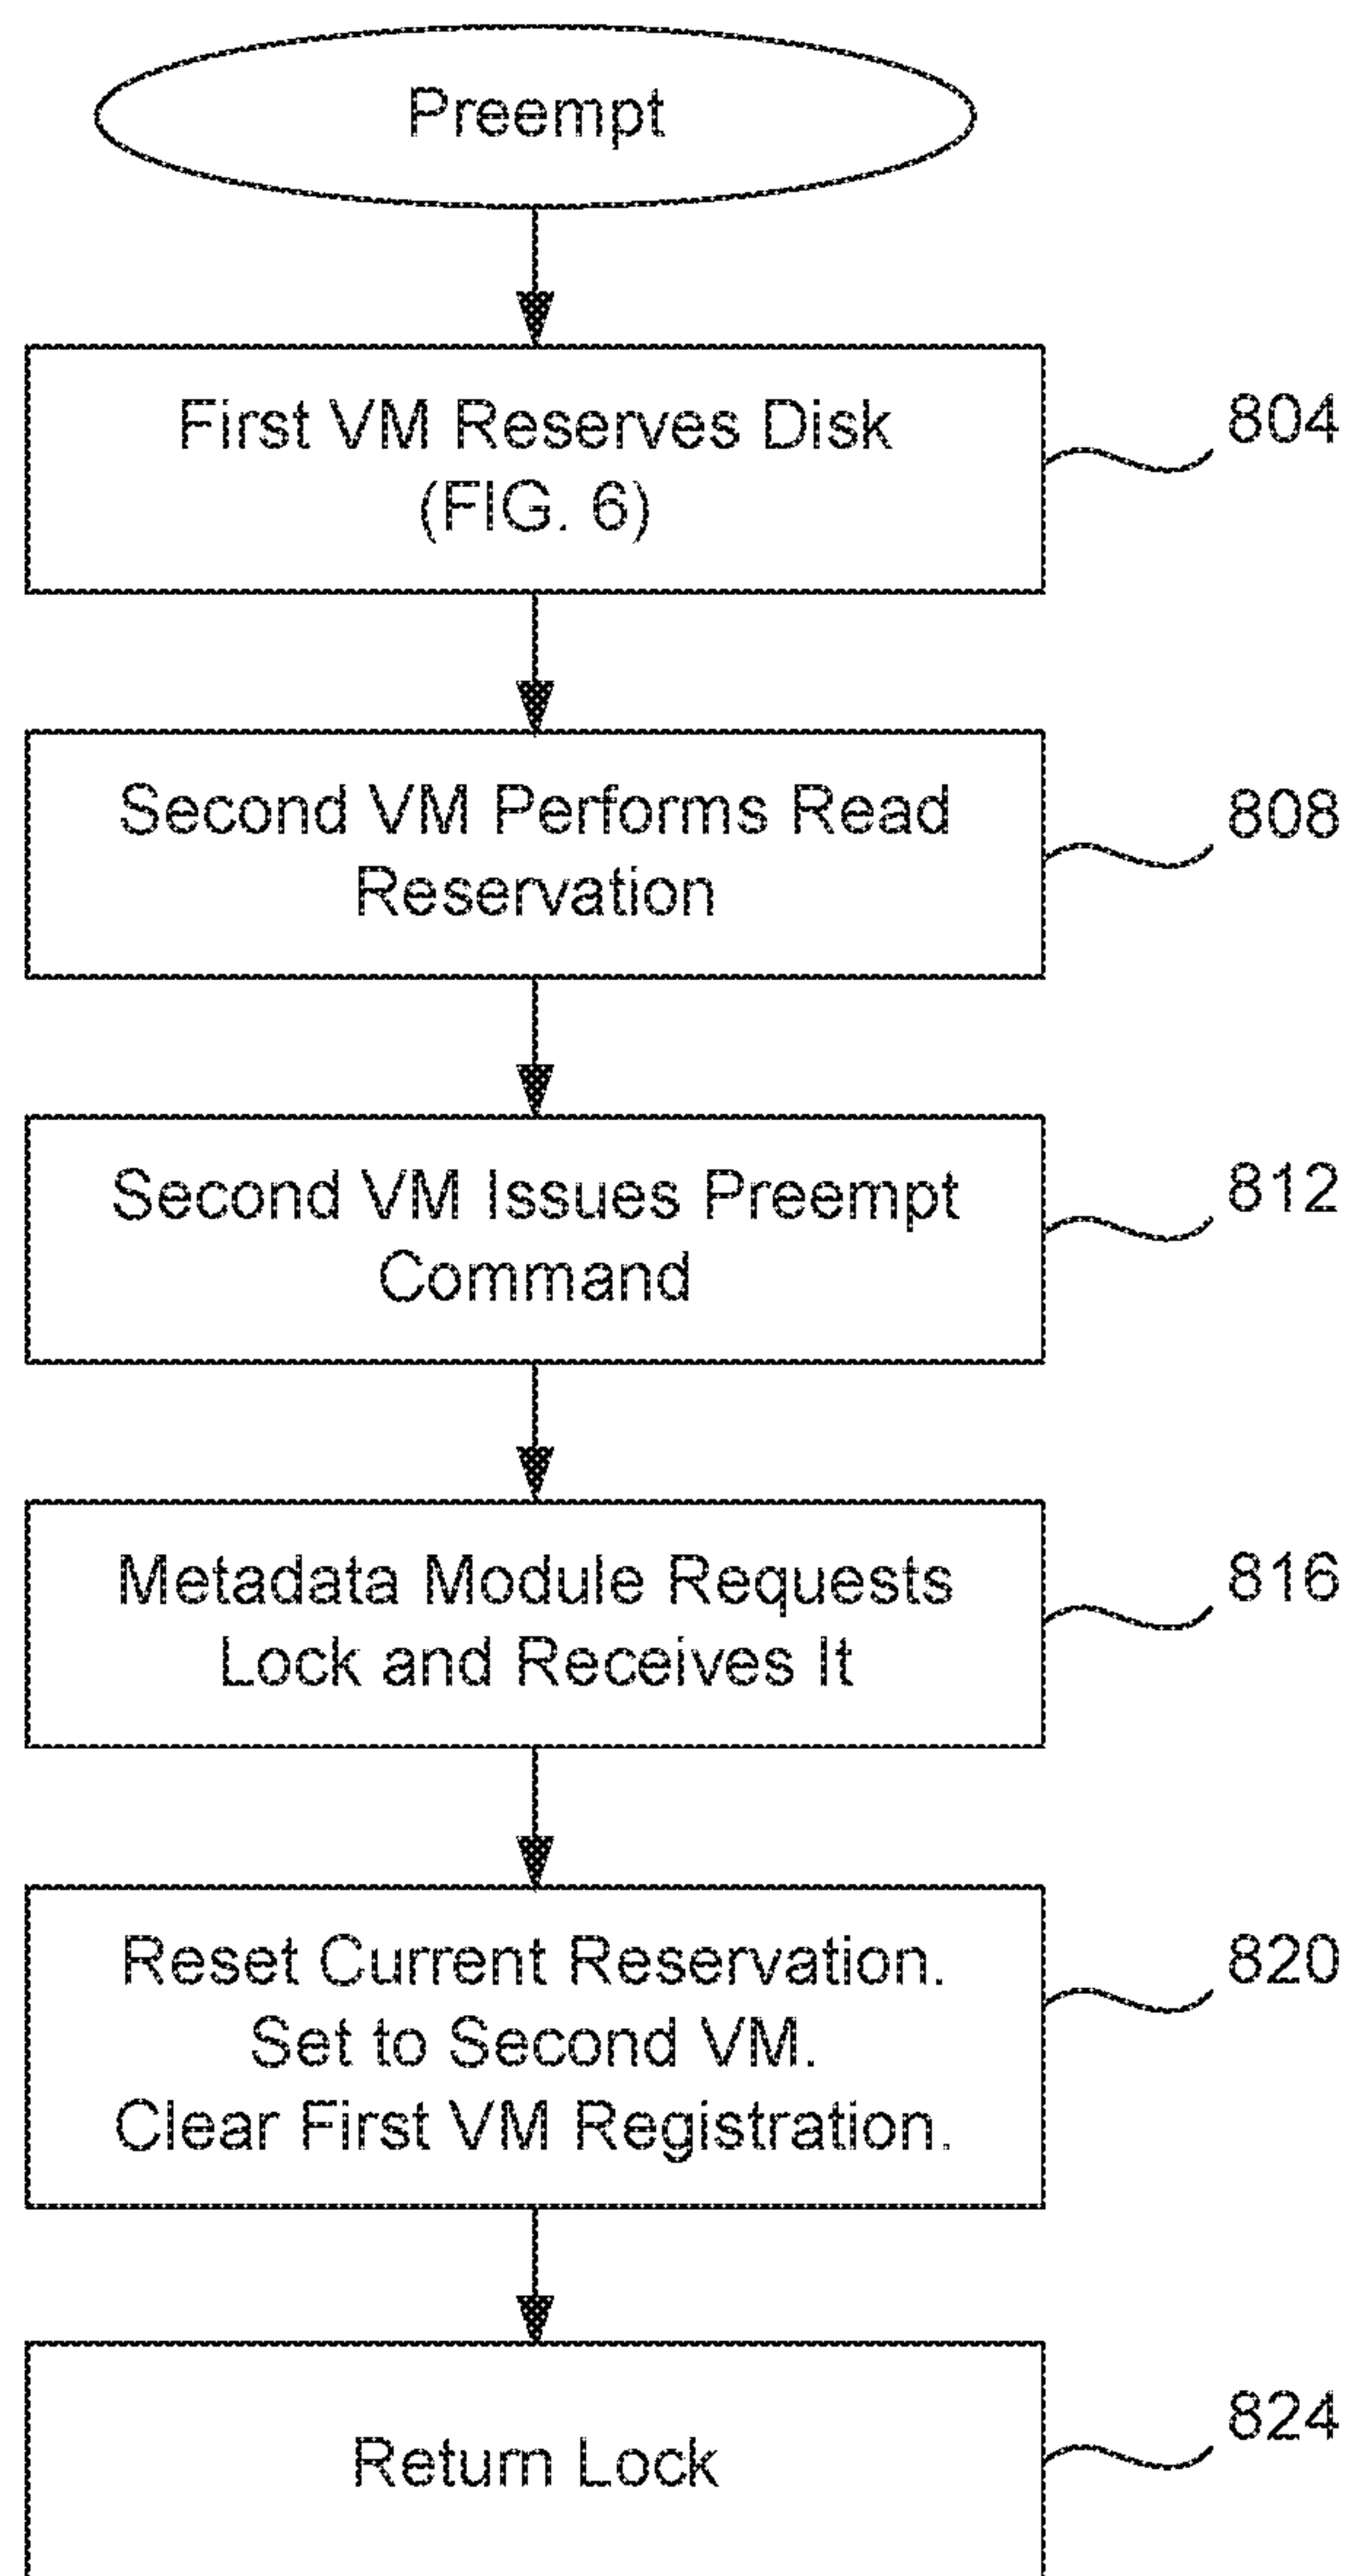 Preempt
First VM Reserves Disk
(FIG. 6)
804
Second VM Performs Read
Reservation
808
Second VM Issues Preempt
Command
812
Metadata Module Requests
Lock and Receives It
816
Reset Current Reservation.
Set to Second VM.
Clear First VM Registration.
820
Return Lock
824